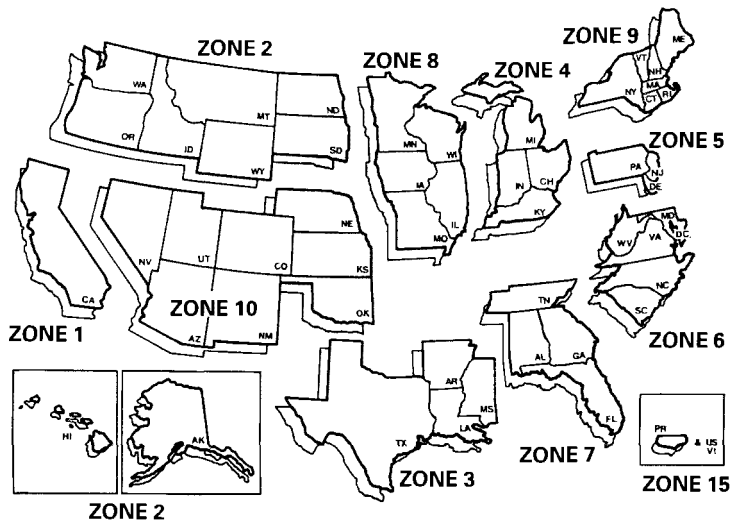 ZONE 2
ZONE 8
ZONE 4
ZONE 9
ME
VT
NH
MA
NY
CT
RI
WA
MT
ND
OR
ID
WY
SD
MN
WI
MI
IA
IL
MO
IN
OH
KY
ZONE 5
PA
NJ
DE
MD
DC
WV
VA
NC
SC
ZONE 6
NE
NV
UT
CO
KS
OK
CA
ZONE 1
ZONE 10
AZ
NM
TN
AL
GA
FL
ZONE 7
AR
MS
LA
TX
ZONE 3
HI
AK
ZONE 2
PR
& US
VI
ZONE 15